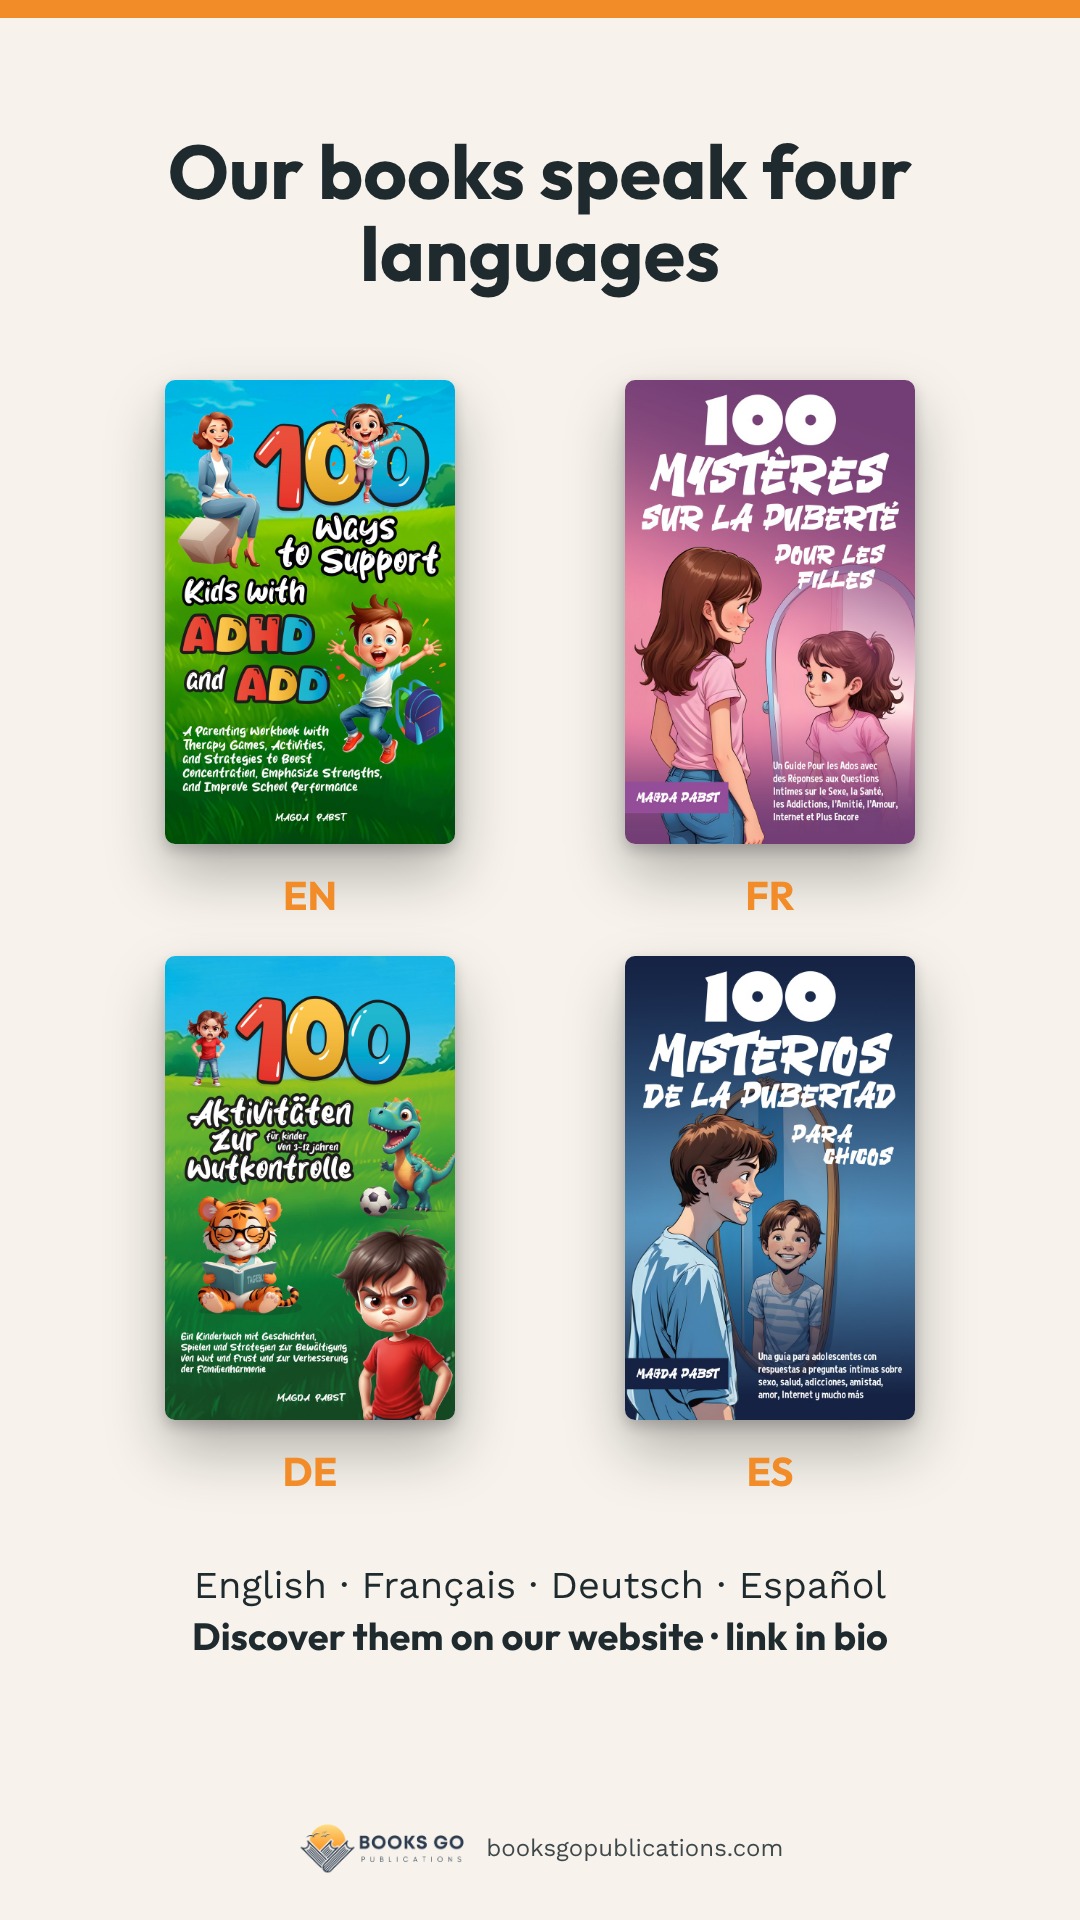 Our books speak four
languages
100
Ways
to Support
Kids with
ADHD
and ADD
A Parenting Workbook with
Therapy Games, Activities,
and Strategies to Boost
Concentration, Emphasize Strengths,
and Improve School Performance
MAGDA PABST
EN
100
MYSTÈRES
SUR LA PUBERTÉ
POUR LES
FILLES
Un Guide Pour les Ados avec
des Réponses aux Questions
Intimes sur le Sexe, la Santé,
les Addictions, l'Amitié, l'Amour,
Internet et Plus Encore
MAGDA PABST
FR
100
Aktivitäten
zur für kinder
von 3-12 jahren
Wutkontrolle
Ein Kinderbuch mit Geschichten,
Spielen und Strategien zur Bewältigung
von Wut und Frust und zur Verbesserung
der Familienharmonie
MAGDA PABST
DE
100
MISTERIOS
DE LA PUBERTAD
PARA
CHICOS
Una guía para adolescentes con
respuestas a preguntas íntimas sobre
sexo, salud, adicciones, amistad,
amor, Internet y mucho más
MAGDA PABST
ES
English · Français · Deutsch · Español
Discover them on our website · link in bio
BOOKS GO
PUBLICATIONS
booksgopublications.com